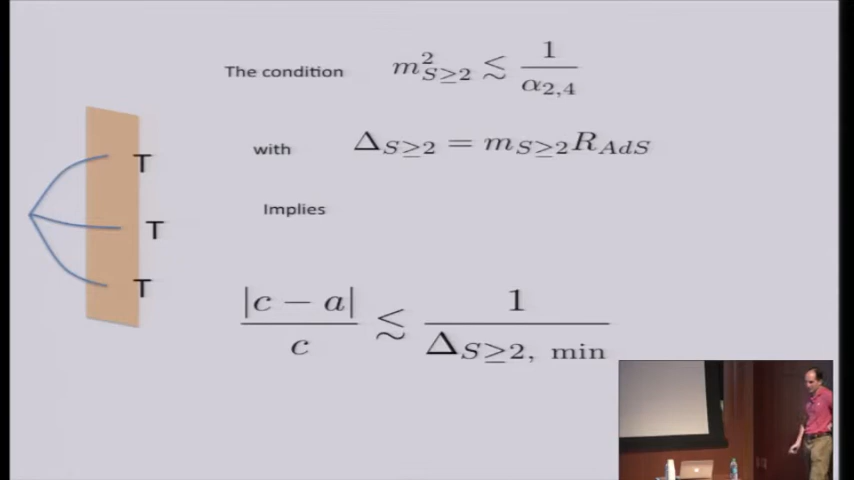 The condition m²_{S≥2} ≲ 1/α_{2,4}
T
with Δ_{S≥2} = m_{S≥2}R_{AdS}
Implies
T
T
|c − a|/c ≲ 1/Δ_{S≥2, min}